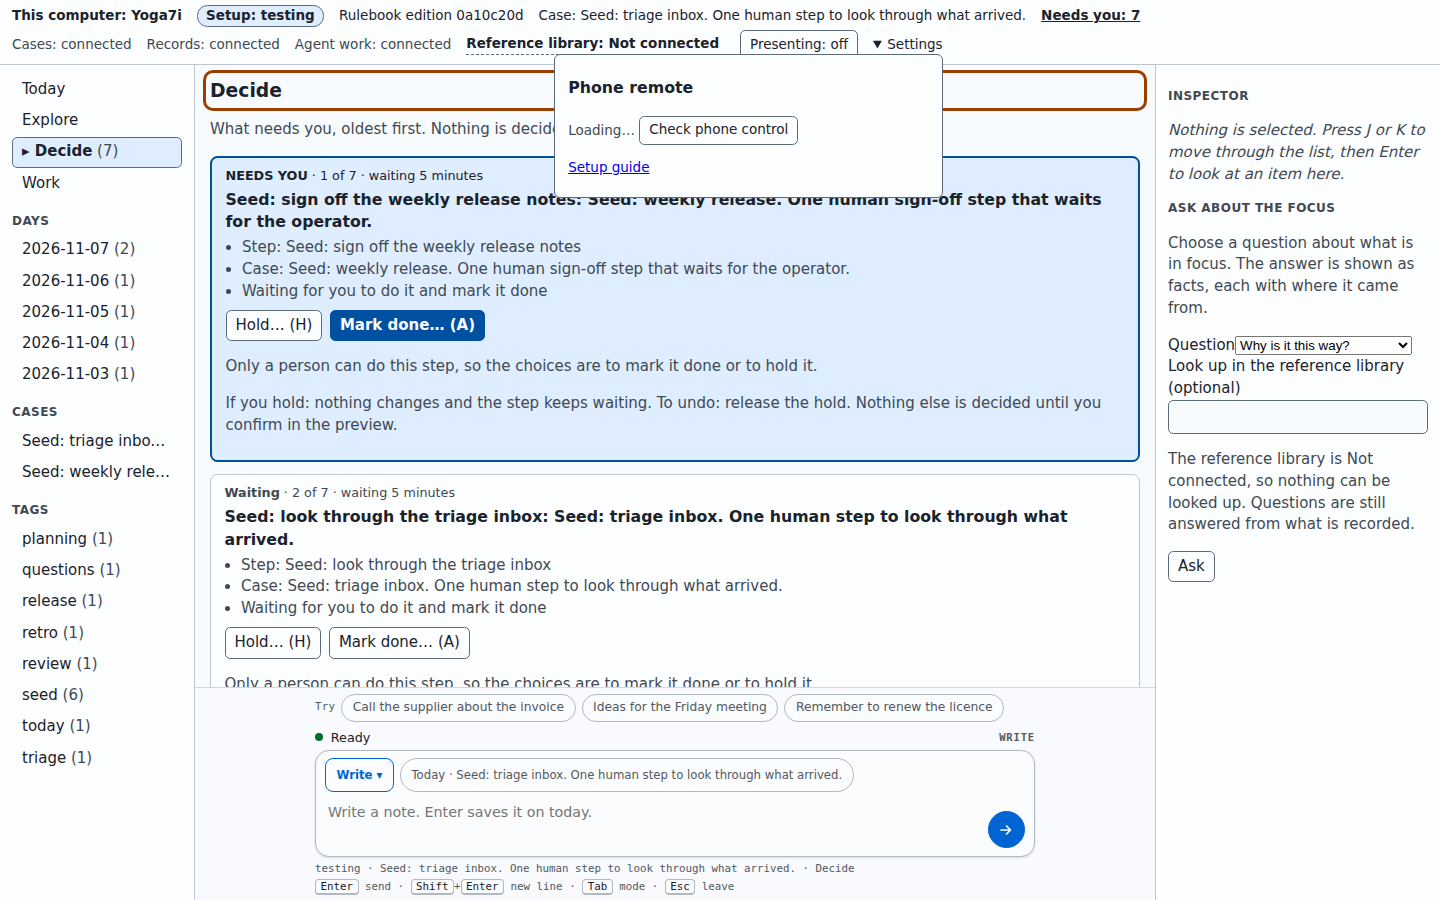 This computer: Yoga7i Setup: testing Rulebook edition 0a10c20d Case: Seed: triage inbox. One human step to look through what arrived. Needs you: 7
Cases: connected Records: connected Agent work: connected Reference library: Not connected Presenting: off ▼ Settings
Today
Explore
▸ Decide (7)
Work
DAYS
2026-11-07 (2)
2026-11-06 (1)
2026-11-05 (1)
2026-11-04 (1)
2026-11-03 (1)
CASES
Seed: triage inbo…
Seed: weekly rele…
TAGS
planning (1)
questions (1)
release (1)
retro (1)
review (1)
seed (6)
today (1)
triage (1)
Phone remote
Loading… Check phone control
Setup guide
Decide
What needs you, oldest first. Nothing is decide
NEEDS YOU · 1 of 7 · waiting 5 minutes
Seed: sign off the weekly release notes: Seed: weekly release. One human sign-off step that waits
for the operator.
• Step: Seed: sign off the weekly release notes
• Case: Seed: weekly release. One human sign-off step that waits for the operator.
• Waiting for you to do it and mark it done
Hold… (H) Mark done… (A)
Only a person can do this step, so the choices are to mark it done or to hold it.
If you hold: nothing changes and the step keeps waiting. To undo: release the hold. Nothing else is decided until you
confirm in the preview.
Waiting · 2 of 7 · waiting 5 minutes
Seed: look through the triage inbox: Seed: triage inbox. One human step to look through what
arrived.
• Step: Seed: look through the triage inbox
• Case: Seed: triage inbox. One human step to look through what arrived.
• Waiting for you to do it and mark it done
Hold… (H) Mark done… (A)
Only a person can do this step, so the choices are to mark it done or to hold it
Try Call the supplier about the invoice Ideas for the Friday meeting Remember to renew the licence
Ready WRITE
Write ▾ Today · Seed: triage inbox. One human step to look through what arrived.
Write a note. Enter saves it on today.
testing · Seed: triage inbox. One human step to look through what arrived. · Decide
Enter send · Shift+Enter new line · Tab mode · Esc leave
INSPECTOR
Nothing is selected. Press J or K to
move through the list, then Enter
to look at an item here.
ASK ABOUT THE FOCUS
Choose a question about what is
in focus. The answer is shown as
facts, each with where it came
from.
Question Why is it this way?
Look up in the reference library
(optional)
The reference library is Not
connected, so nothing can be
looked up. Questions are still
answered from what is recorded.
Ask